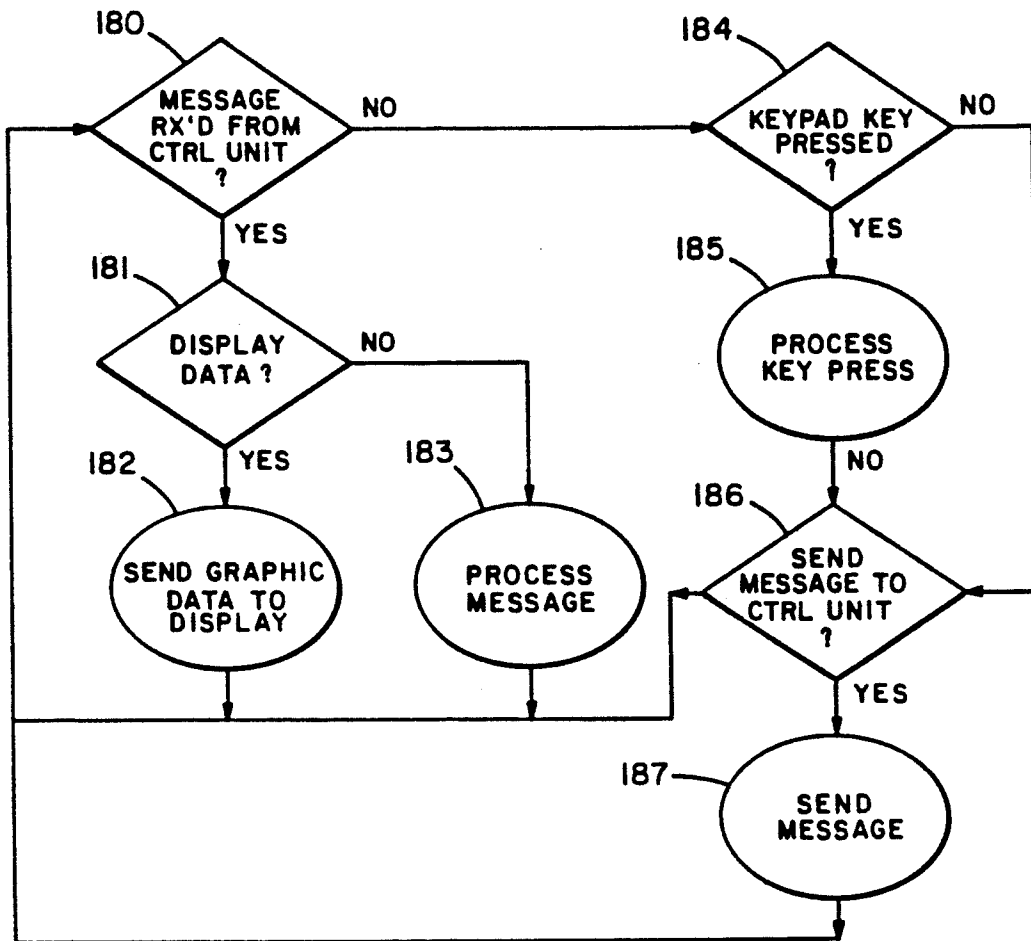 180
MESSAGE
RX'D FROM
CTRL UNIT
?
NO
YES
184
KEYPAD KEY
PRESSED
?
NO
YES
181
DISPLAY
DATA ?
NO
YES
185
PROCESS
KEY PRESS
NO
182
SEND GRAPHIC
DATA TO
DISPLAY
183
PROCESS
MESSAGE
186
SEND
MESSAGE TO
CTRL UNIT
?
YES
187
SEND
MESSAGE